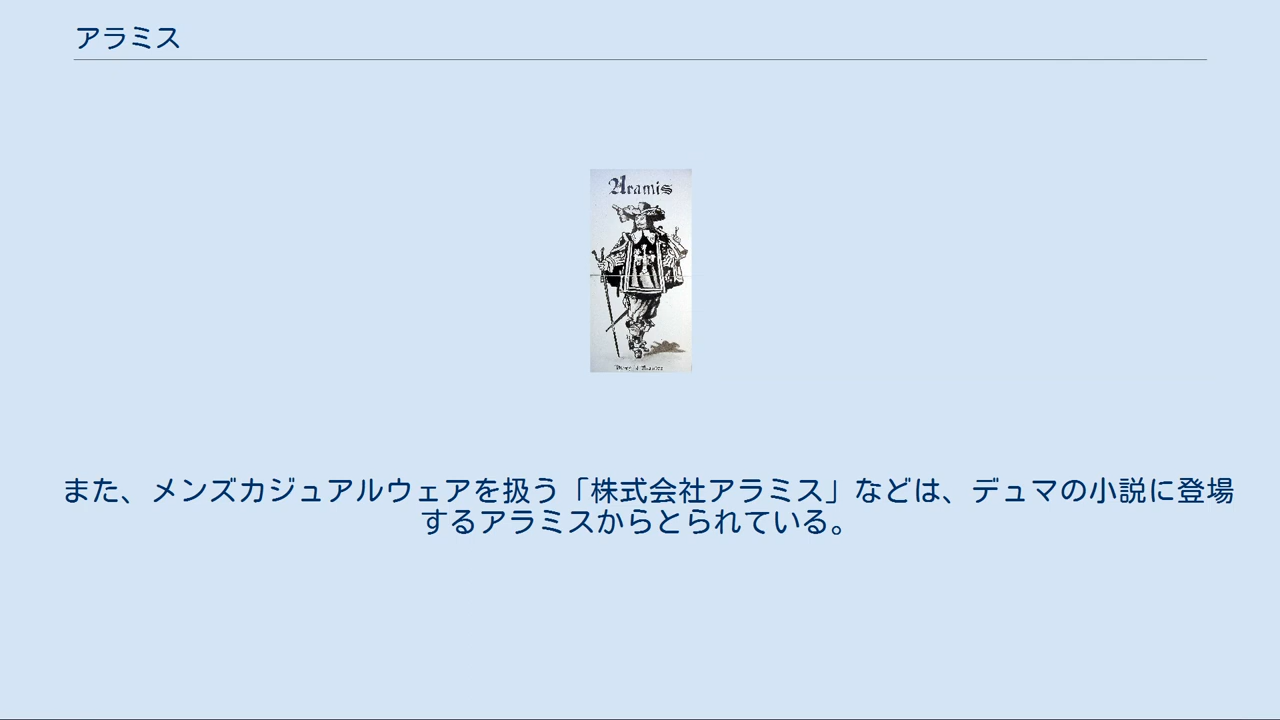 アラミス
Aramis
また、メンズカジュアルウェアを扱う「株式会社アラミス」などは、デュマの小説に登場
するアラミスからとられている。